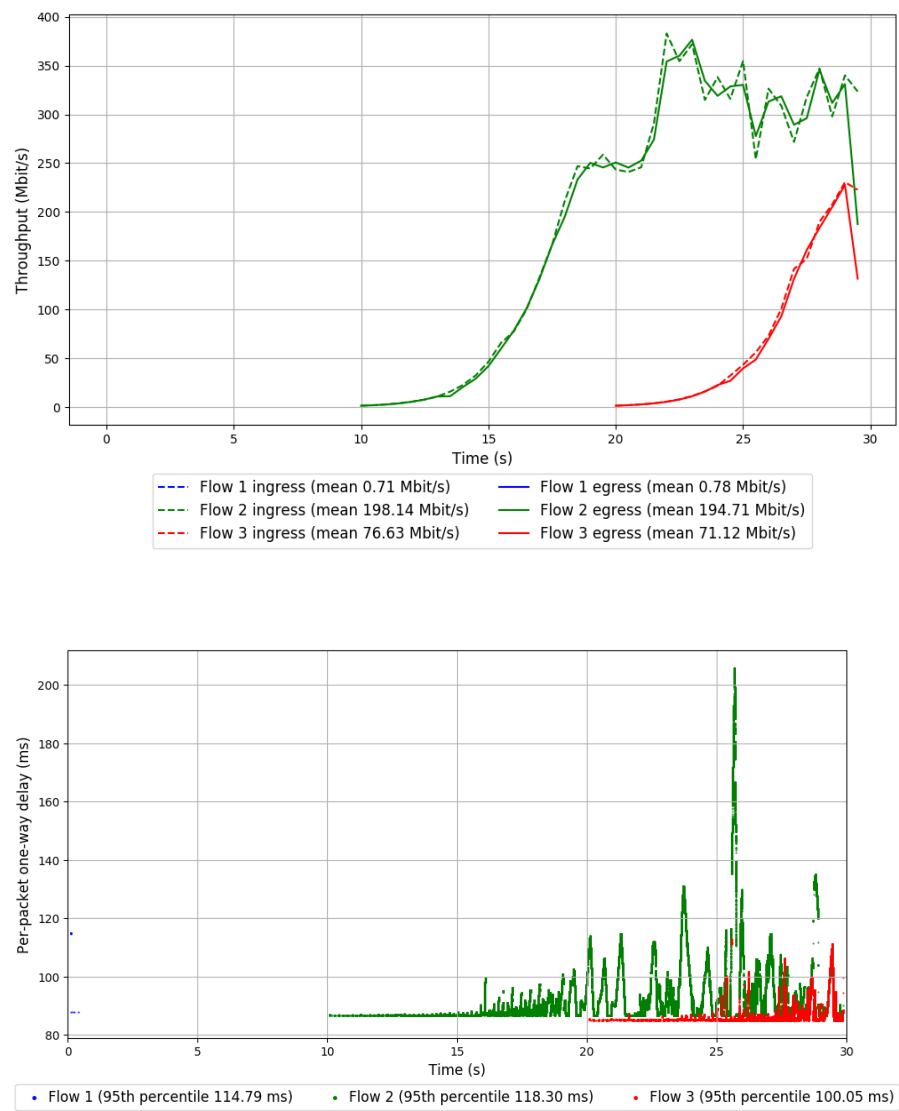 400
350
300
250
200
150
100
50
0
Throughput (Mbit/s)
0 5 10 15 20 25 30
Time (s)
Flow 1 ingress (mean 0.71 Mbit/s) Flow 1 egress (mean 0.78 Mbit/s)
Flow 2 ingress (mean 198.14 Mbit/s) Flow 2 egress (mean 194.71 Mbit/s)
Flow 3 ingress (mean 76.63 Mbit/s) Flow 3 egress (mean 71.12 Mbit/s)
200
180
160
140
120
100
80
Per-packet one-way delay (ms)
0 5 10 15 20 25 30
Time (s)
Flow 1 (95th percentile 114.79 ms) Flow 2 (95th percentile 118.30 ms) Flow 3 (95th percentile 100.05 ms)